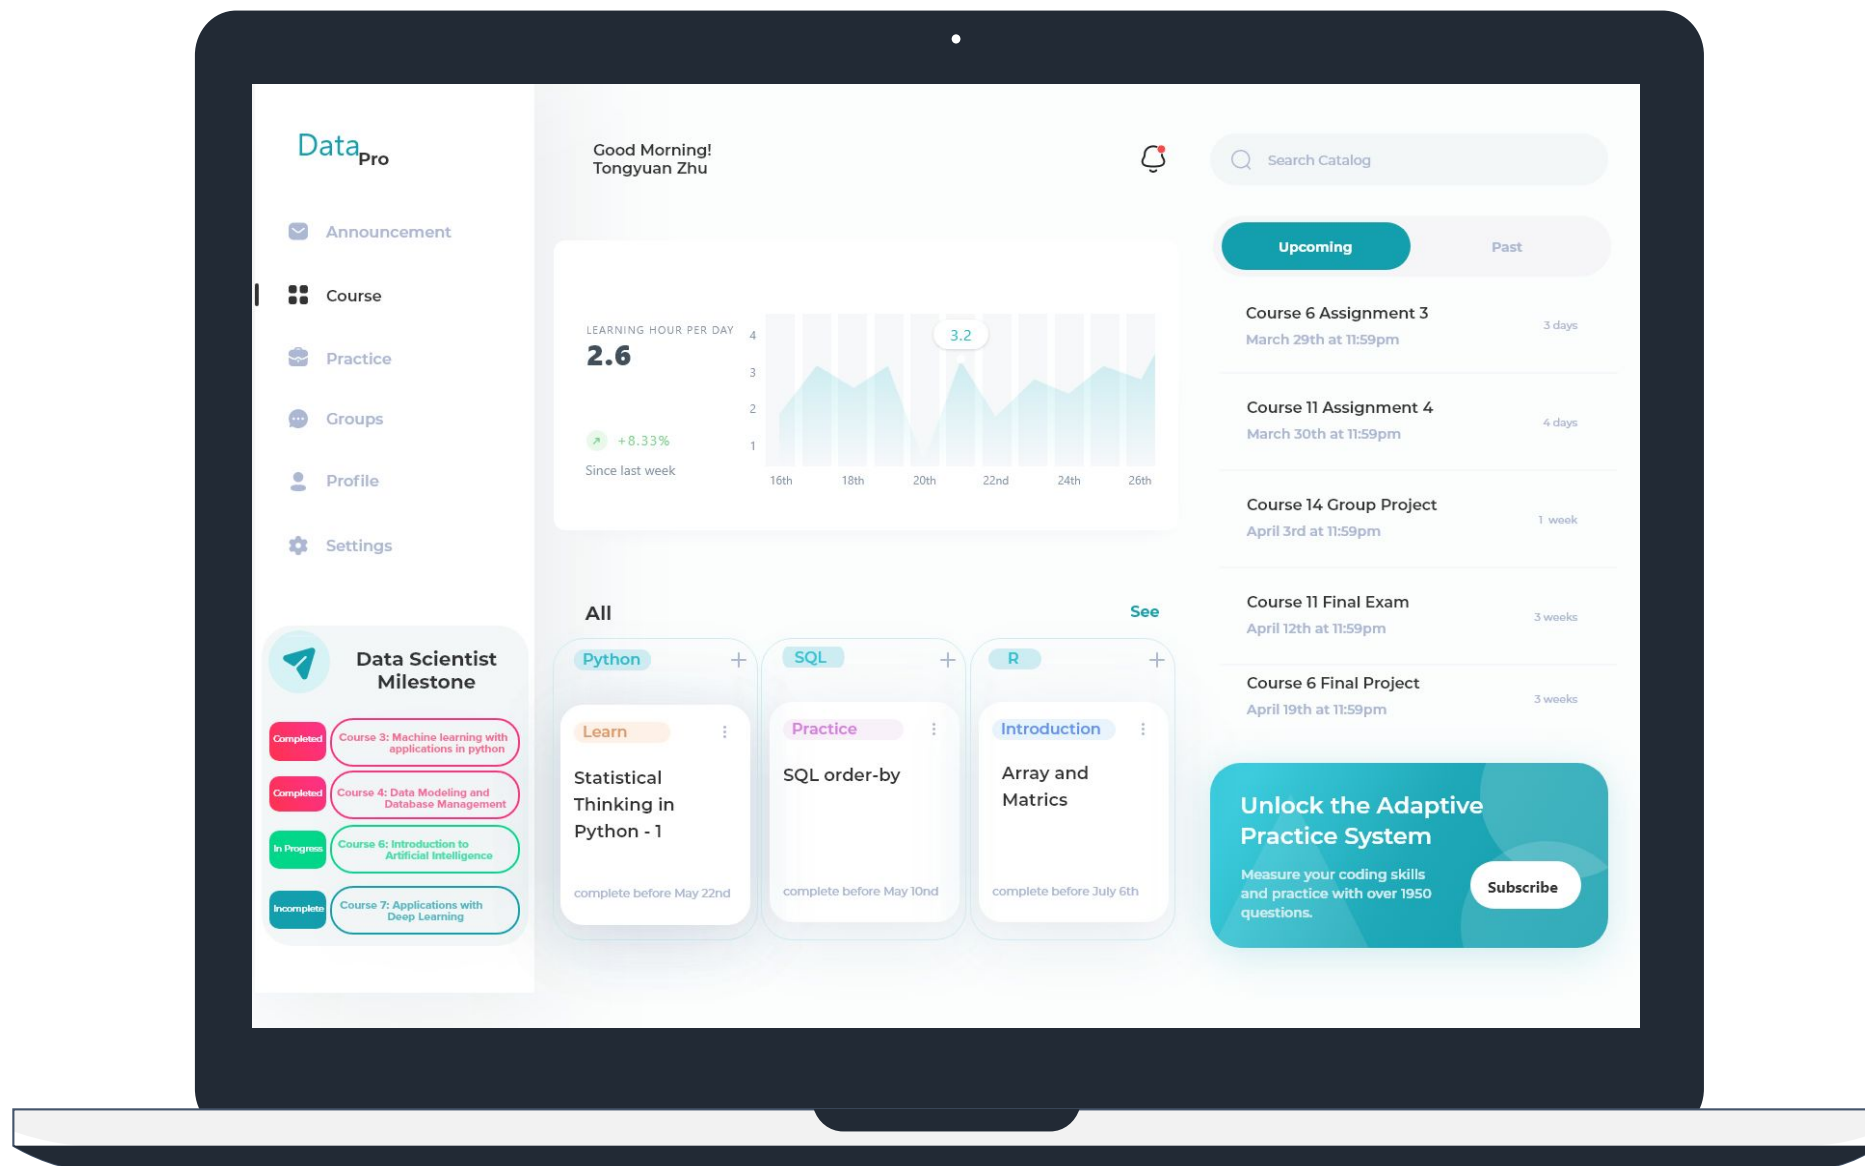 Data Pro
Announcement
Course
Practice
Groups
Profile
Settings
Data Scientist
Milestone
Completed
Course 3: Machine learning with
applications in python
Completed
Course 4: Data Modeling and
Database Management
In Progress
Course 6: Introduction to
Artificial Intelligence
Incomplete
Course 7: Applications with
Deep Learning
Good Morning!
Tongyuan Zhu
LEARNING HOUR PER DAY
2.6
+8.33%
Since last week
4
3
2
1
3.2
16th 18th 20th 22nd 24th 26th
All
See
Python
Learn
Statistical
Thinking in
Python - 1
complete before May 22nd
SQL
Practice
SQL order-by
complete before May 10nd
R
Introduction
Array and
Matrics
complete before July 6th
Search Catalog
Upcoming Past
Course 6 Assignment 3
March 29th at 11:59pm
3 days
Course 11 Assignment 4
March 30th at 11:59pm
4 days
Course 14 Group Project
April 3rd at 11:59pm
1 week
Course 11 Final Exam
April 12th at 11:59pm
3 weeks
Course 6 Final Project
April 19th at 11:59pm
3 weeks
Unlock the Adaptive
Practice System
Measure your coding skills
and practice with over 1950
questions.
Subscribe